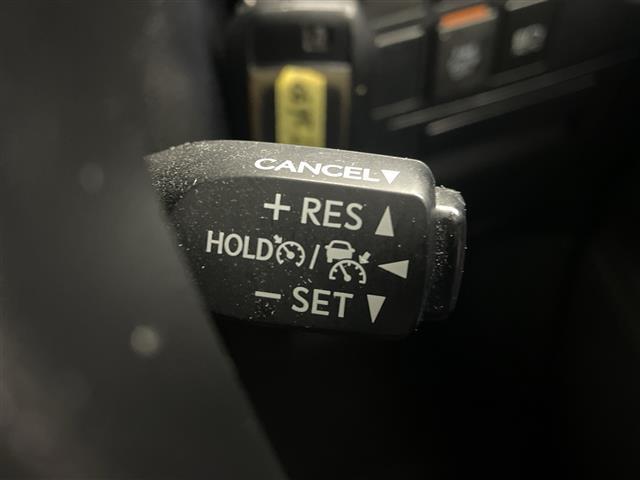 CANCEL▼
+ RES ▲
HOLD / ◀
− SET ▼